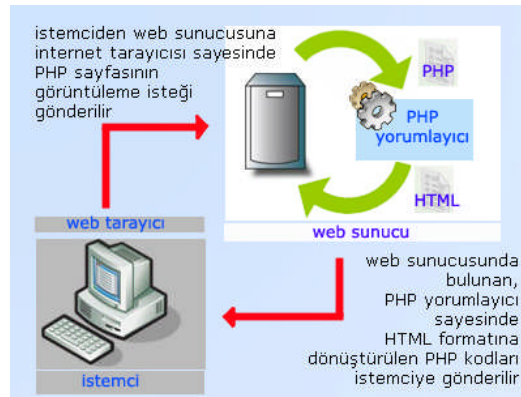 istemciden web sunucusuna
internet tarayıcısı sayesinde
PHP sayfasının
görüntüleme isteği
gönderilir
PHP
PHP
yorumlayıcı
HTML
web sunucu
web tarayıcı
istemci
web sunucusunda
bulunan,
PHP yorumlayıcı
sayesinde
HTML formatına
dönüştürülen PHP kodları
istemciye gönderilir